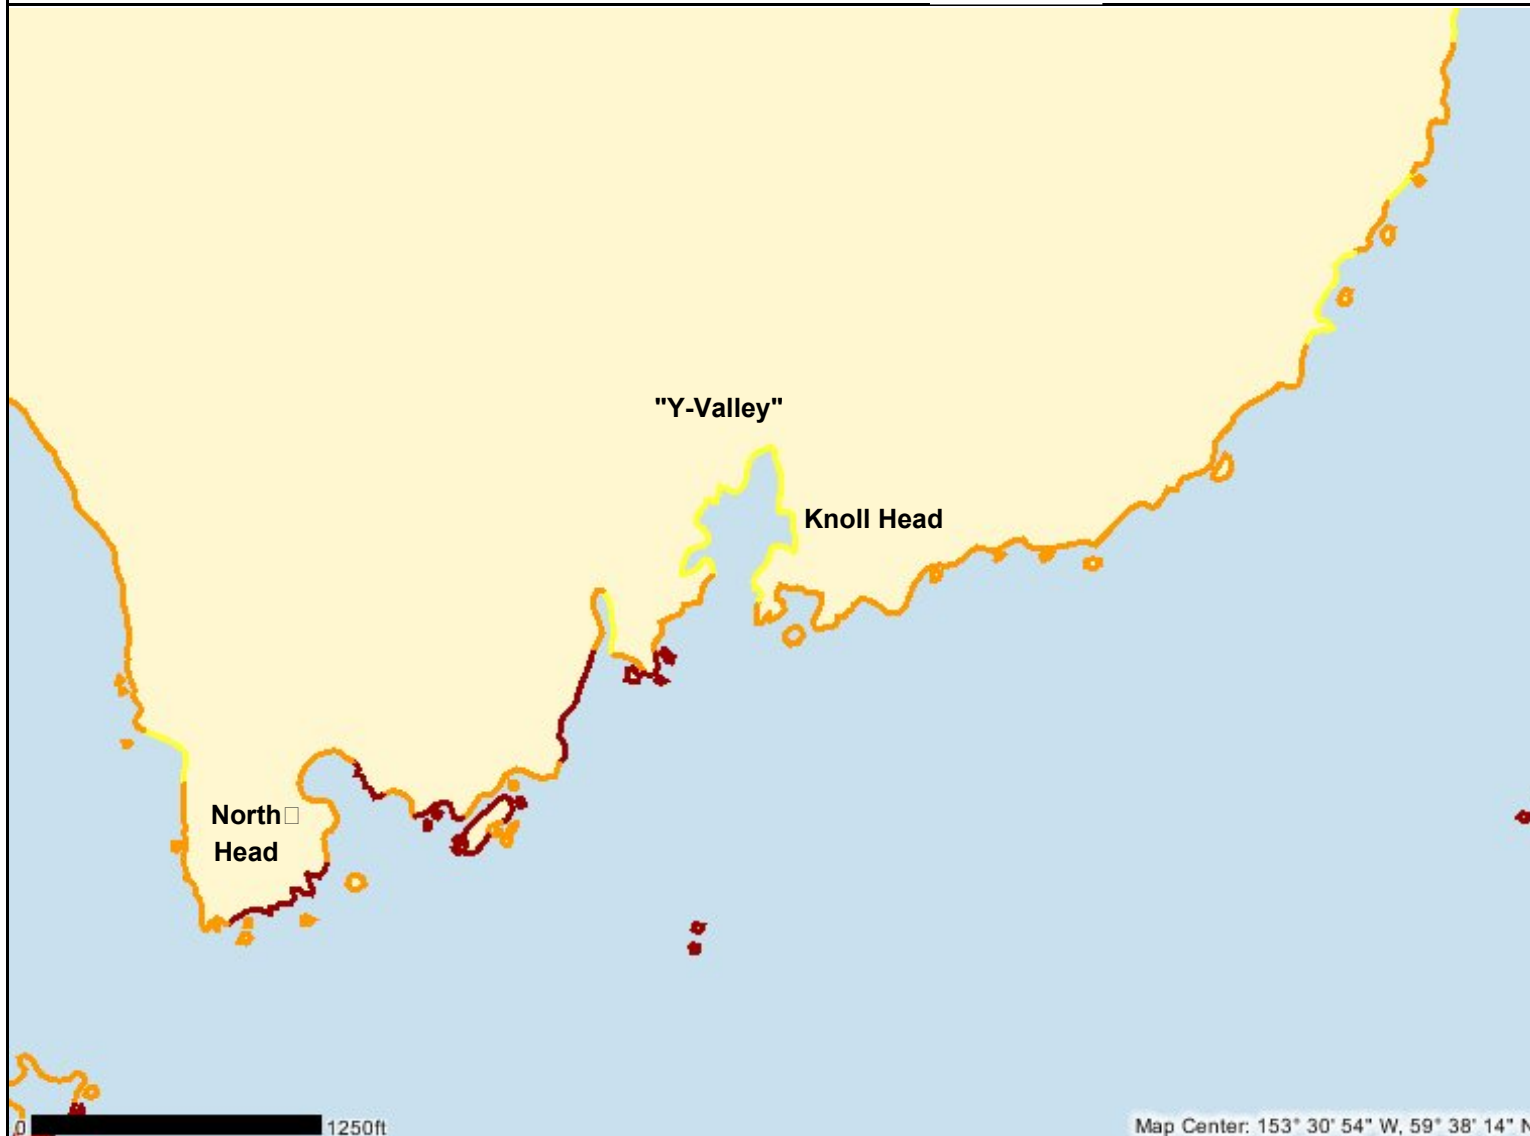 "Y-Valley"
Knoll Head
North□
Head
0 1250ft
Map Center: 153° 30' 54" W, 59° 38' 14" N